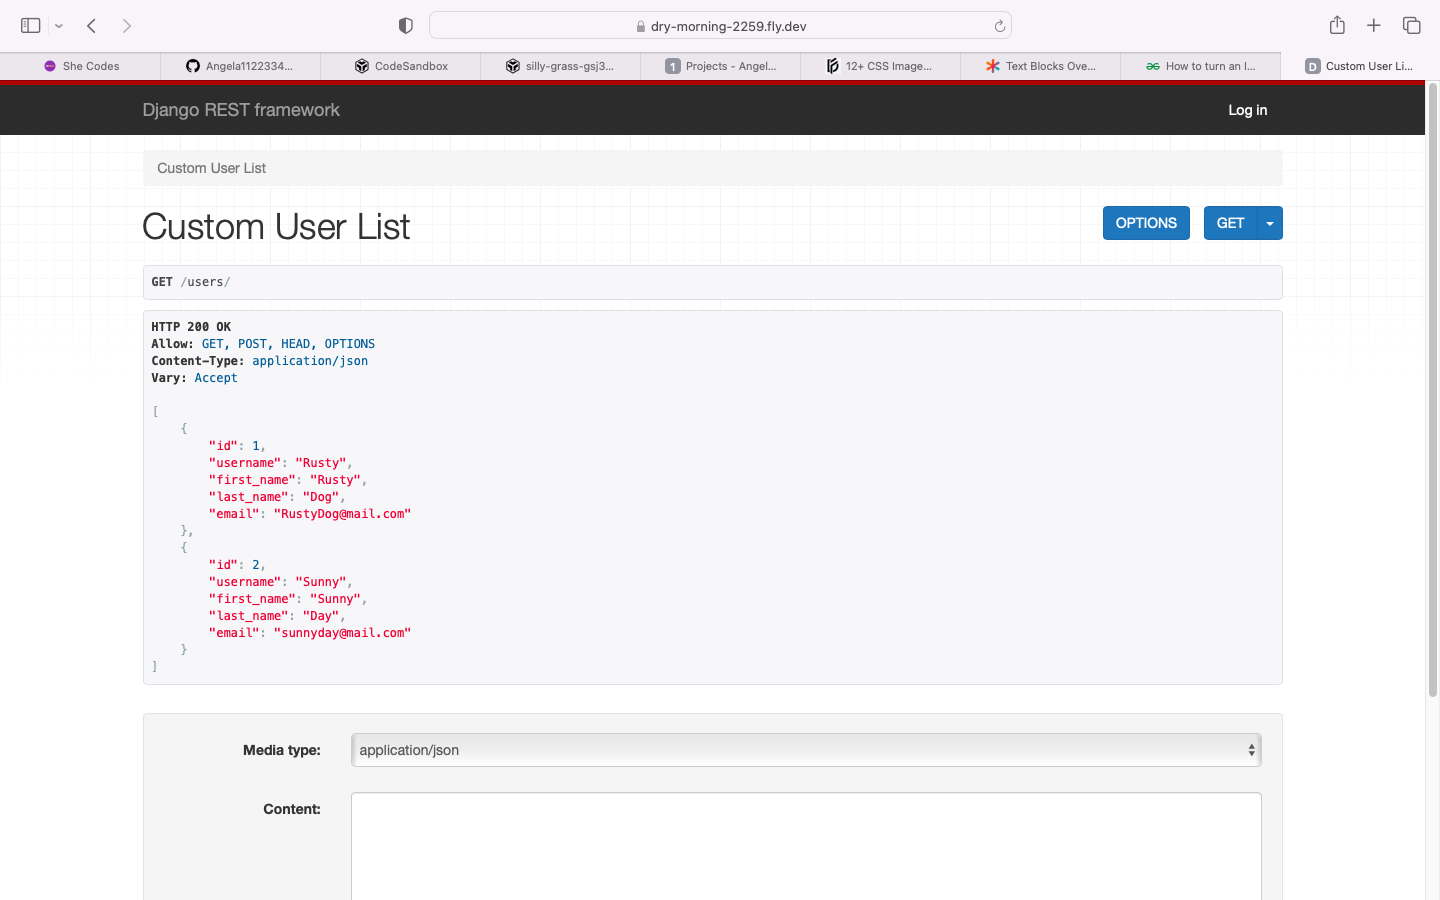 dry-morning-2259.fly.dev
She Codes
Angela1122334...
CodeSandbox
silly-grass-gsj3...
1 Projects - Angel...
12+ CSS Image...
Text Blocks Ove...
How to turn an I...
D Custom User Li...
Django REST framework
Log in
Custom User List
Custom User List
OPTIONS
GET
GET /users/
HTTP 200 OK
Allow: GET, POST, HEAD, OPTIONS
Content-Type: application/json
Vary: Accept
[
    {
        "id": 1,
        "username": "Rusty",
        "first_name": "Rusty",
        "last_name": "Dog",
        "email": "RustyDog@mail.com"
    },
    {
        "id": 2,
        "username": "Sunny",
        "first_name": "Sunny",
        "last_name": "Day",
        "email": "sunnyday@mail.com"
    }
]
Media type:
application/json
Content: